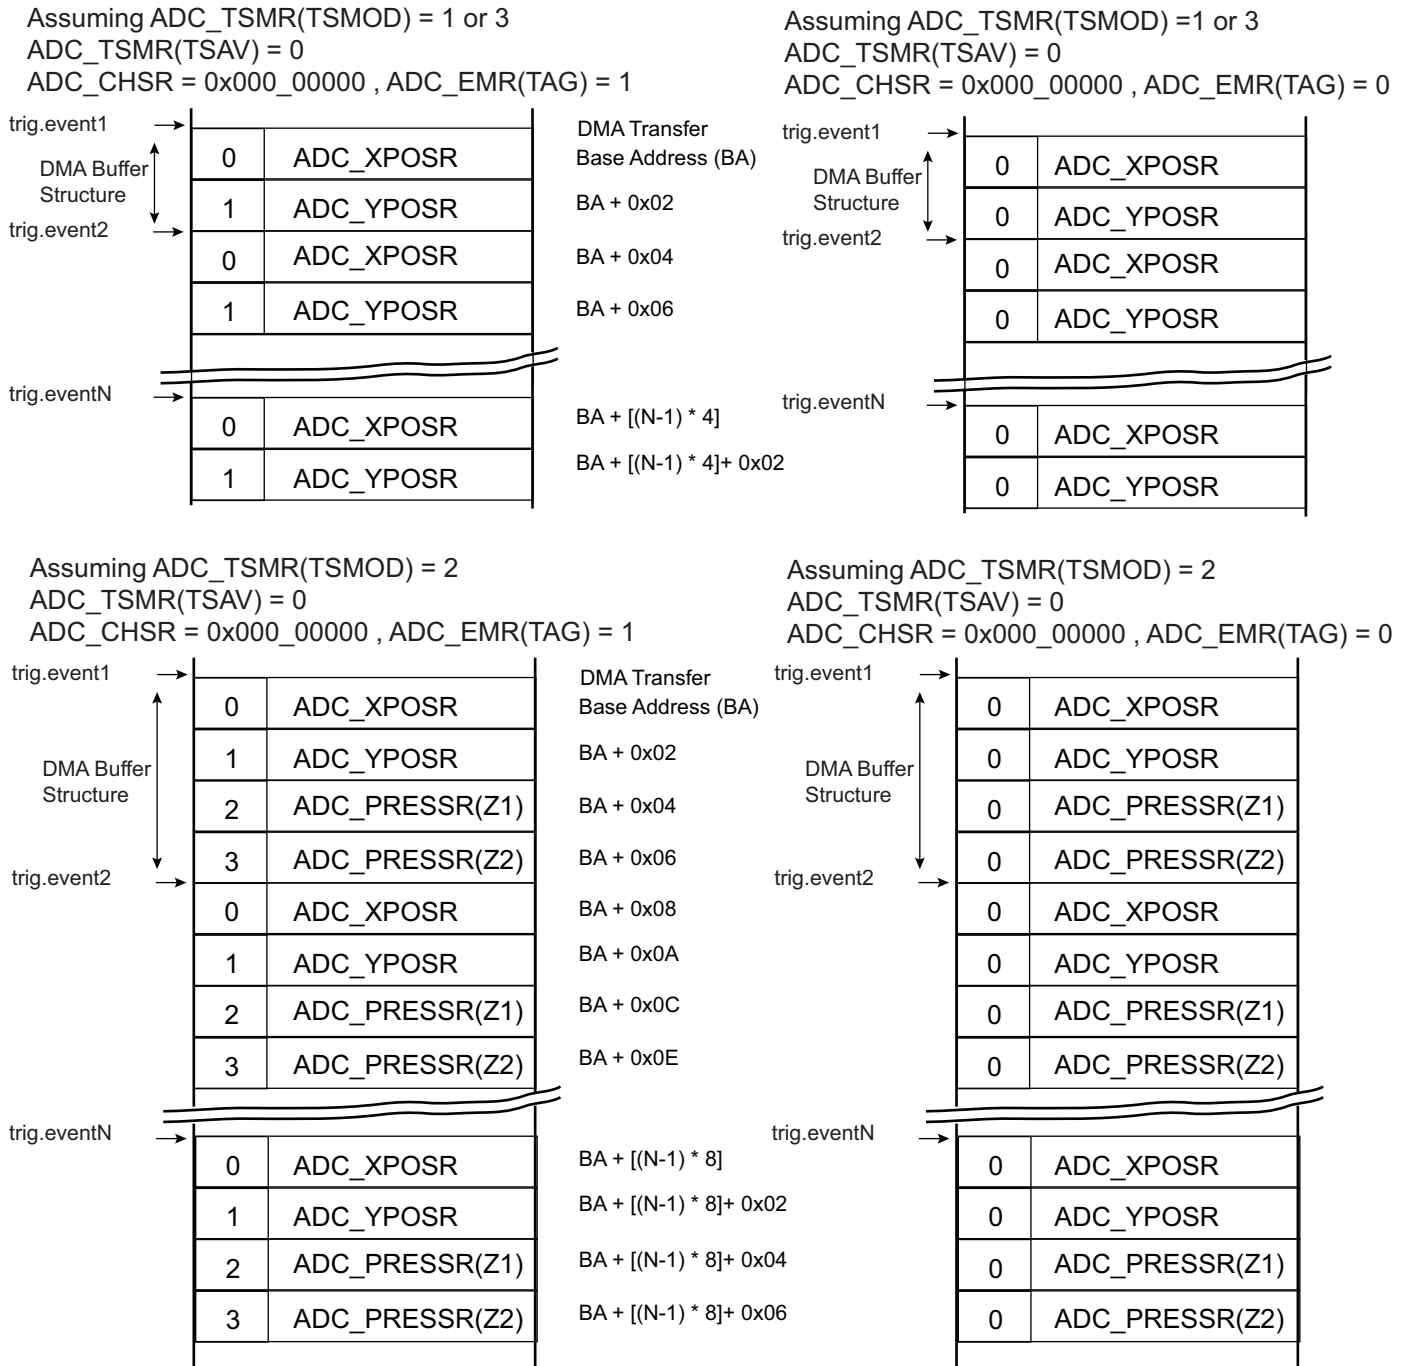 Assuming ADC_TSMR(TSMOD) = 1 or 3
ADC_TSMR(TSAV) = 0
ADC_CHSR = 0x000_00000 , ADC_EMR(TAG) = 1
trig.event1
DMA Transfer
0 ADC_XPOSR Base Address (BA)
DMA Buffer
Structure
1 ADC_YPOSR BA + 0x02
trig.event2
0 ADC_XPOSR BA + 0x04
1 ADC_YPOSR BA + 0x06
trig.eventN
0 ADC_XPOSR BA + [(N-1) * 4]
1 ADC_YPOSR BA + [(N-1) * 4]+ 0x02
Assuming ADC_TSMR(TSMOD) =1 or 3
ADC_TSMR(TSAV) = 0
ADC_CHSR = 0x000_00000 , ADC_EMR(TAG) = 0
trig.event1
0 ADC_XPOSR
DMA Buffer
Structure
0 ADC_YPOSR
trig.event2
0 ADC_XPOSR
0 ADC_YPOSR
trig.eventN
0 ADC_XPOSR
0 ADC_YPOSR
Assuming ADC_TSMR(TSMOD) = 2
ADC_TSMR(TSAV) = 0
ADC_CHSR = 0x000_00000 , ADC_EMR(TAG) = 1
trig.event1
DMA Transfer
0 ADC_XPOSR Base Address (BA)
1 ADC_YPOSR BA + 0x02
DMA Buffer
Structure
2 ADC_PRESSR(Z1) BA + 0x04
3 ADC_PRESSR(Z2) BA + 0x06
trig.event2
0 ADC_XPOSR BA + 0x08
1 ADC_YPOSR BA + 0x0A
2 ADC_PRESSR(Z1) BA + 0x0C
3 ADC_PRESSR(Z2) BA + 0x0E
trig.eventN
0 ADC_XPOSR BA + [(N-1) * 8]
1 ADC_YPOSR BA + [(N-1) * 8]+ 0x02
2 ADC_PRESSR(Z1) BA + [(N-1) * 8]+ 0x04
3 ADC_PRESSR(Z2) BA + [(N-1) * 8]+ 0x06
Assuming ADC_TSMR(TSMOD) = 2
ADC_TSMR(TSAV) = 0
ADC_CHSR = 0x000_00000 , ADC_EMR(TAG) = 0
trig.event1
0 ADC_XPOSR
0 ADC_YPOSR
DMA Buffer
Structure
0 ADC_PRESSR(Z1)
0 ADC_PRESSR(Z2)
trig.event2
0 ADC_XPOSR
0 ADC_YPOSR
0 ADC_PRESSR(Z1)
0 ADC_PRESSR(Z2)
trig.eventN
0 ADC_XPOSR
0 ADC_YPOSR
0 ADC_PRESSR(Z1)
0 ADC_PRESSR(Z2)